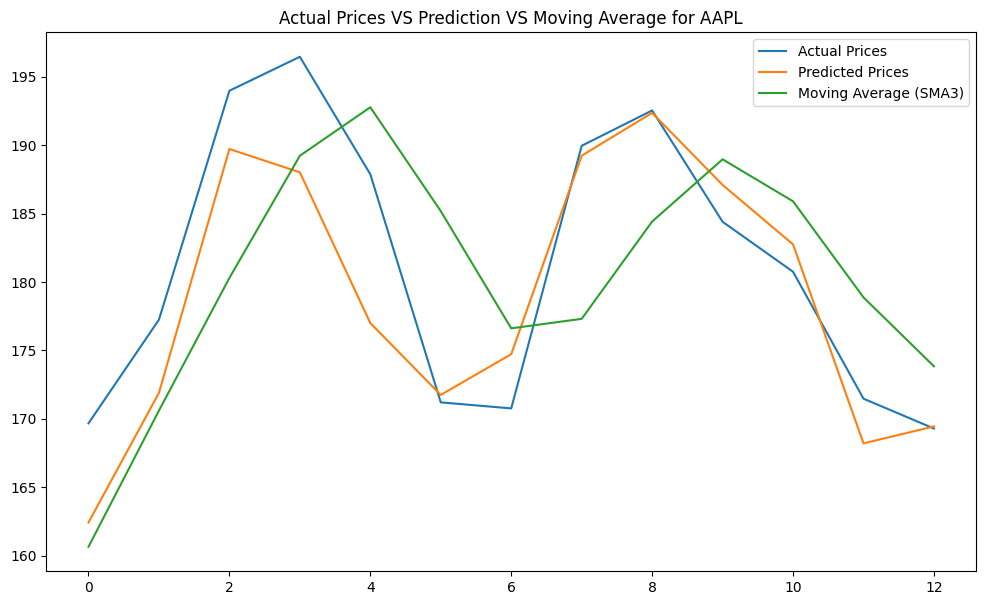 Actual Prices VS Prediction VS Moving Average for AAPL
Actual Prices
Predicted Prices
Moving Average (SMA3)
195
190
185
180
175
170
165
160
0 2 4 6 8 10 12